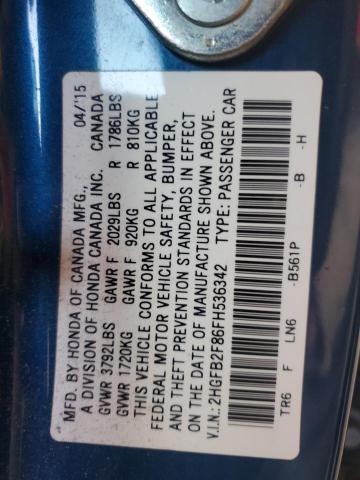 MFD. BY HONDA OF CANADA MFG., 04/'15
A DIVISION OF HONDA CANADA INC. CANADA
GVWR 3792LBS GAWR F 2029LBS R 1786LBS
GVWR 1720KG GAWR F 920KG R 810KG
THIS VEHICLE CONFORMS TO ALL APPLICABLE
FEDERAL MOTOR VEHICLE SAFETY, BUMPER,
AND THEFT PREVENTION STANDARDS IN EFFECT
ON THE DATE OF MANUFACTURE SHOWN ABOVE.
V.I.N.: 2HGFB2F86FH536342 TYPE: PASSENGER CAR
TR6 F LN6 -B561P -B -H